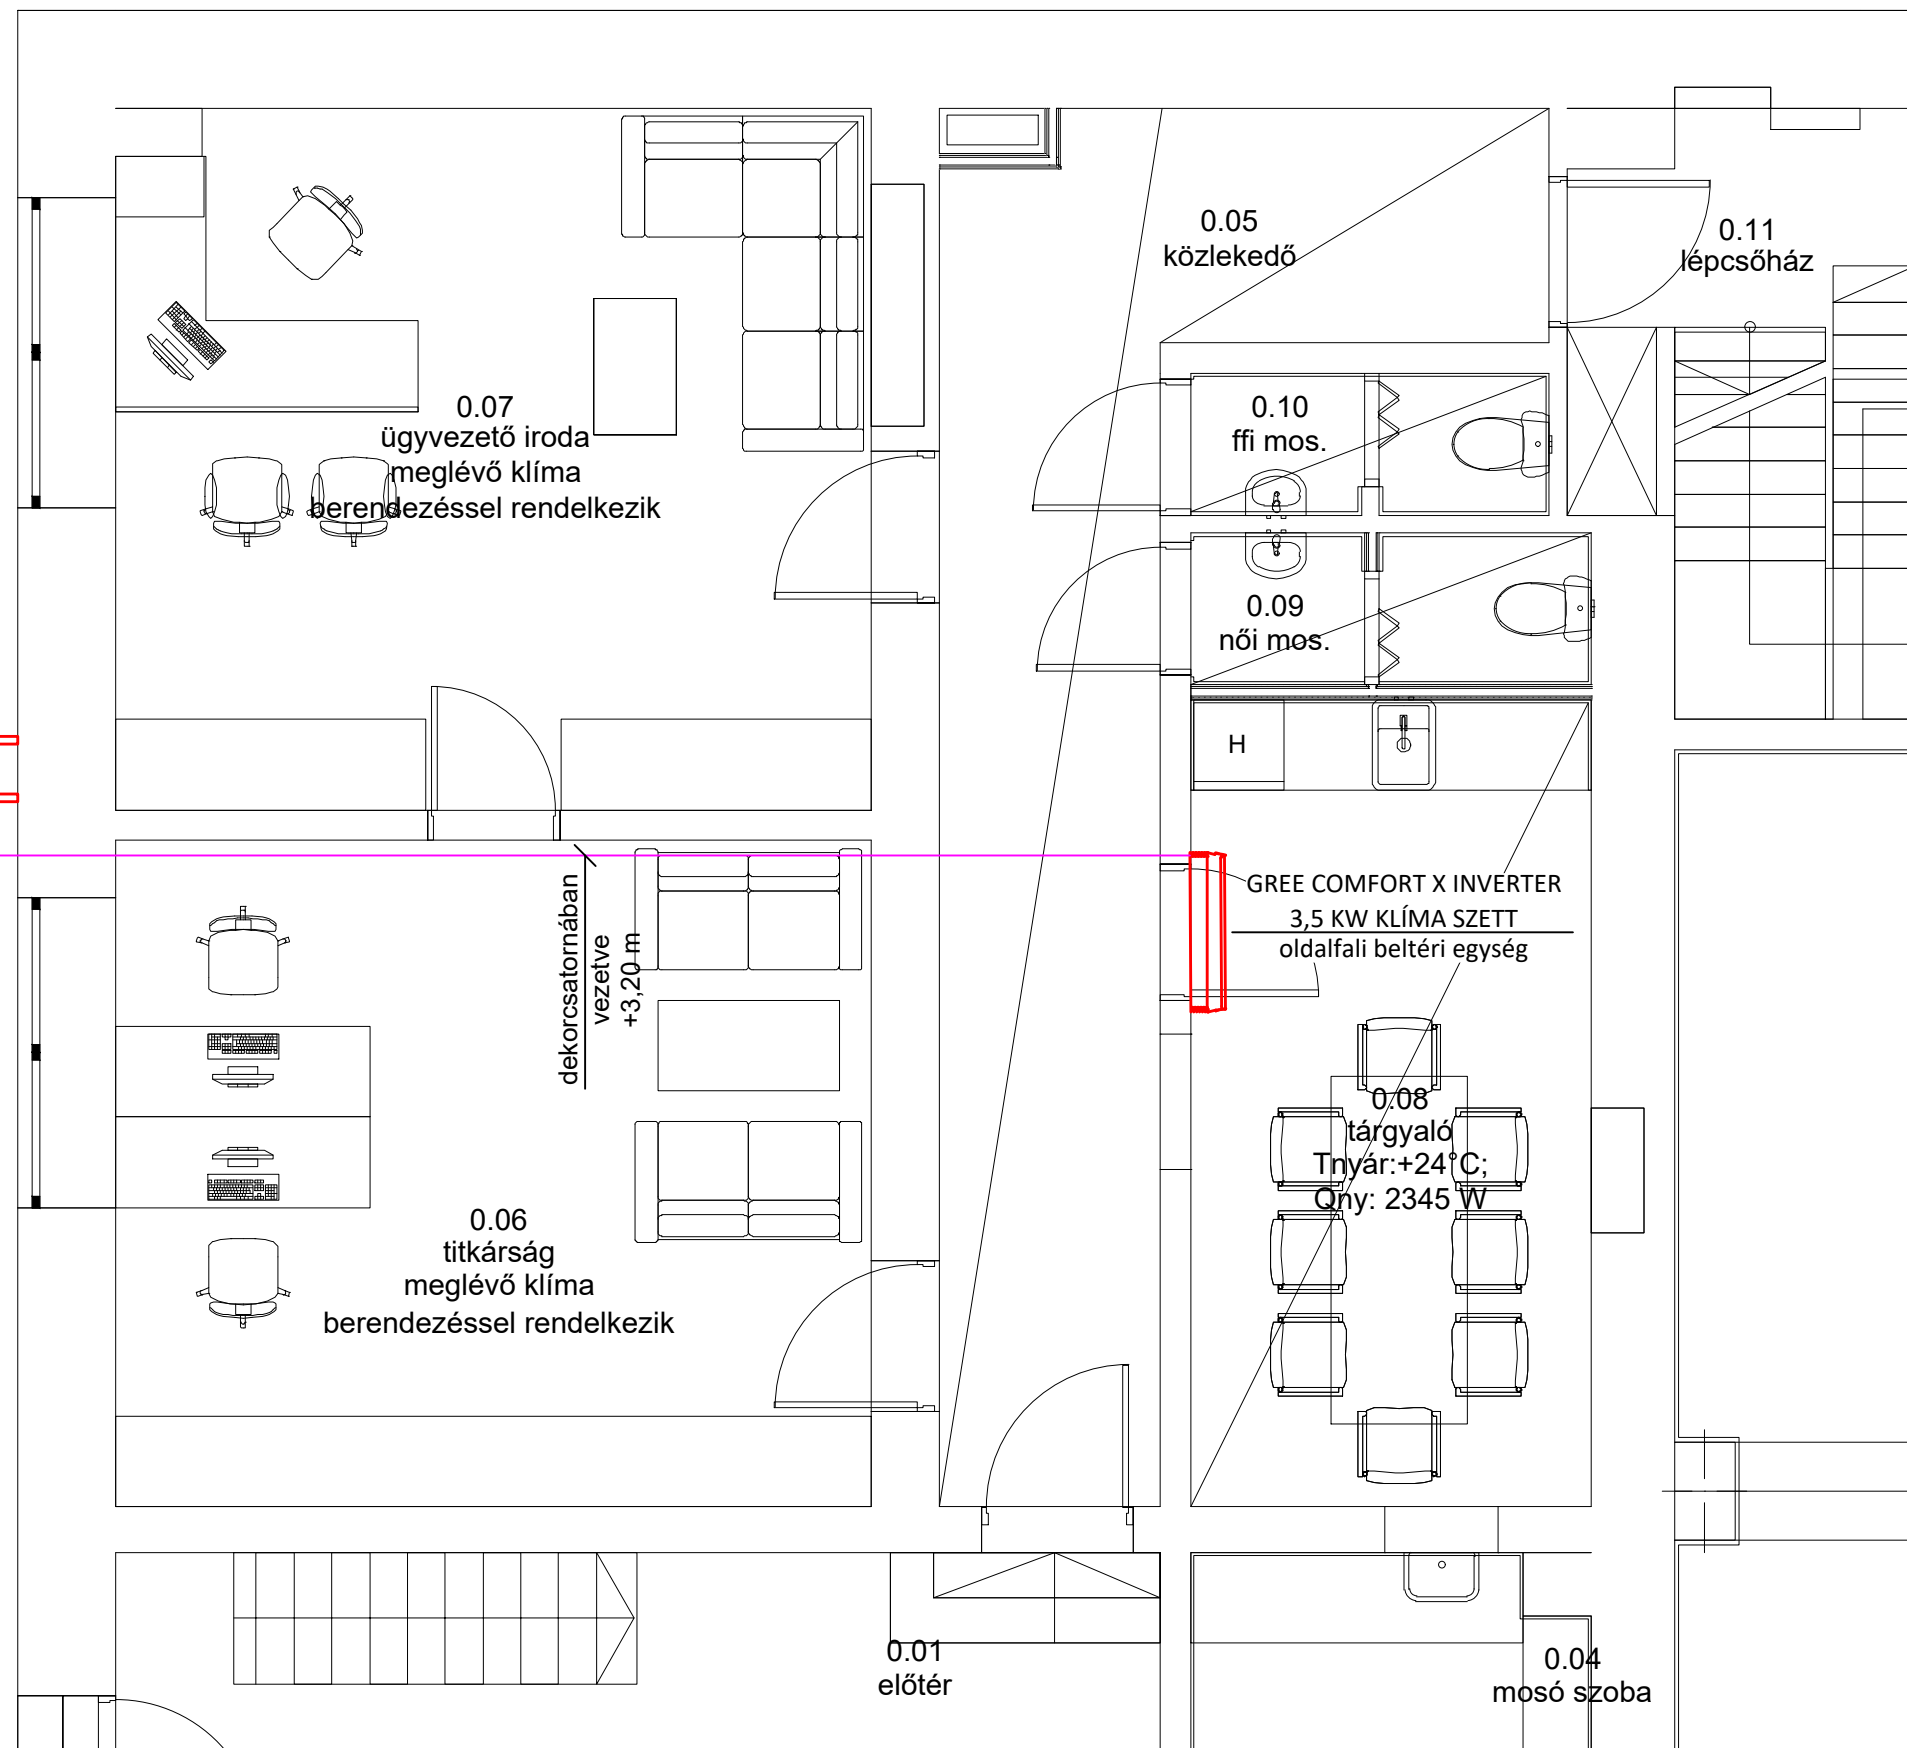 0.05
közlekedő
0.11
lépcsőház
0.07
ügyvezető iroda
meglévő klíma
berendezéssel rendelkezik
0.10
ffi mos.
0.09
női mos.
H
dekorcsatornában
vezetve
+3,20 m
GREE COMFORT X INVERTER
3,5 KW KLÍMA SZETT
oldalfali beltéri egység
0.08
tárgyaló
Tnyár:+24°C;
Qny: 2345 W
0.06
titkárság
meglévő klíma
berendezéssel rendelkezik
0.01
előtér
0.04
mosó szoba